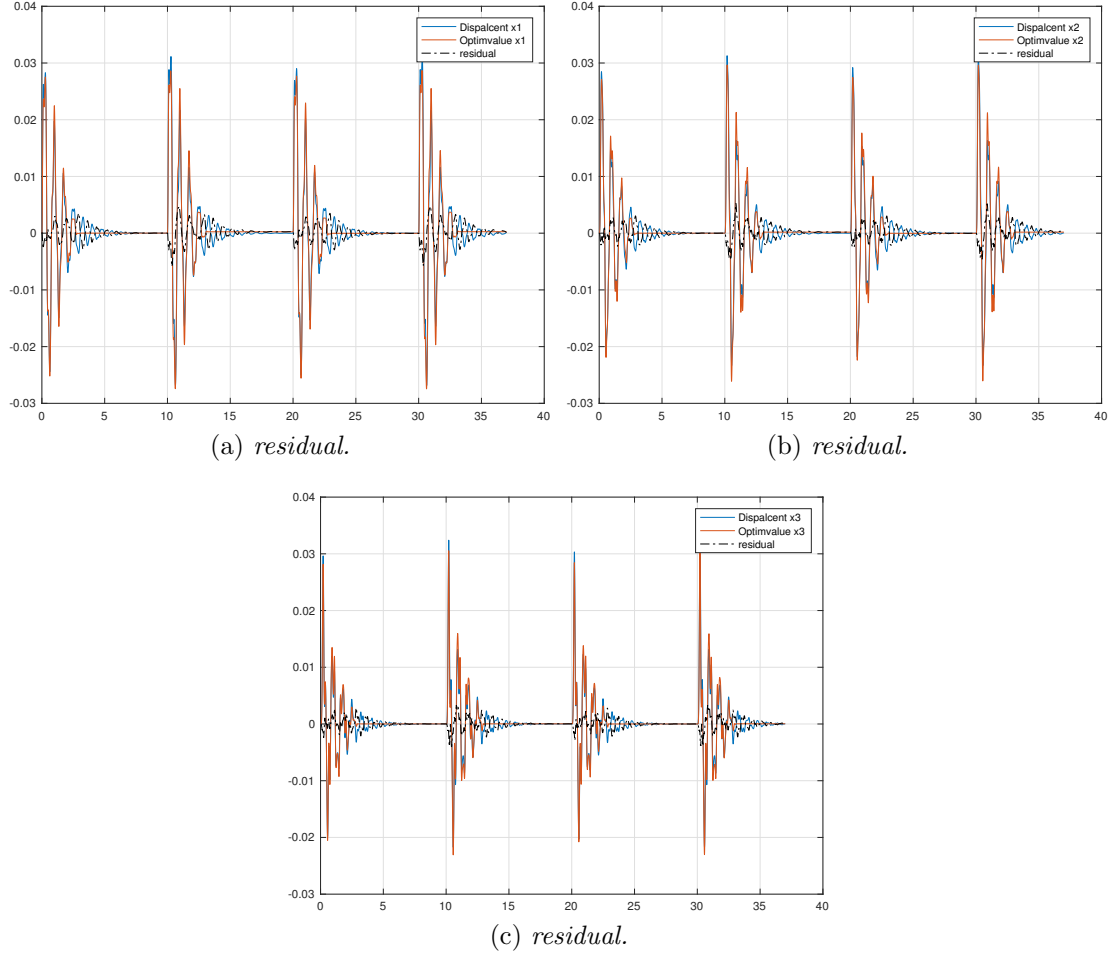 0.04
0.03
0.02
0.01
0
-0.01
-0.02
-0.03
0 5 10 15 20 25 30 35 40
Dispalcent x1
Optimvalue x1
residual
(a) residual.
0.04
0.03
0.02
0.01
0
-0.01
-0.02
-0.03
0 5 10 15 20 25 30 35 40
Dispalcent x2
Optimvalue x2
residual
(b) residual.
0.04
0.03
0.02
0.01
0
-0.01
-0.02
-0.03
0 5 10 15 20 25 30 35 40
Dispalcent x3
Optimvalue x3
residual
(c) residual.